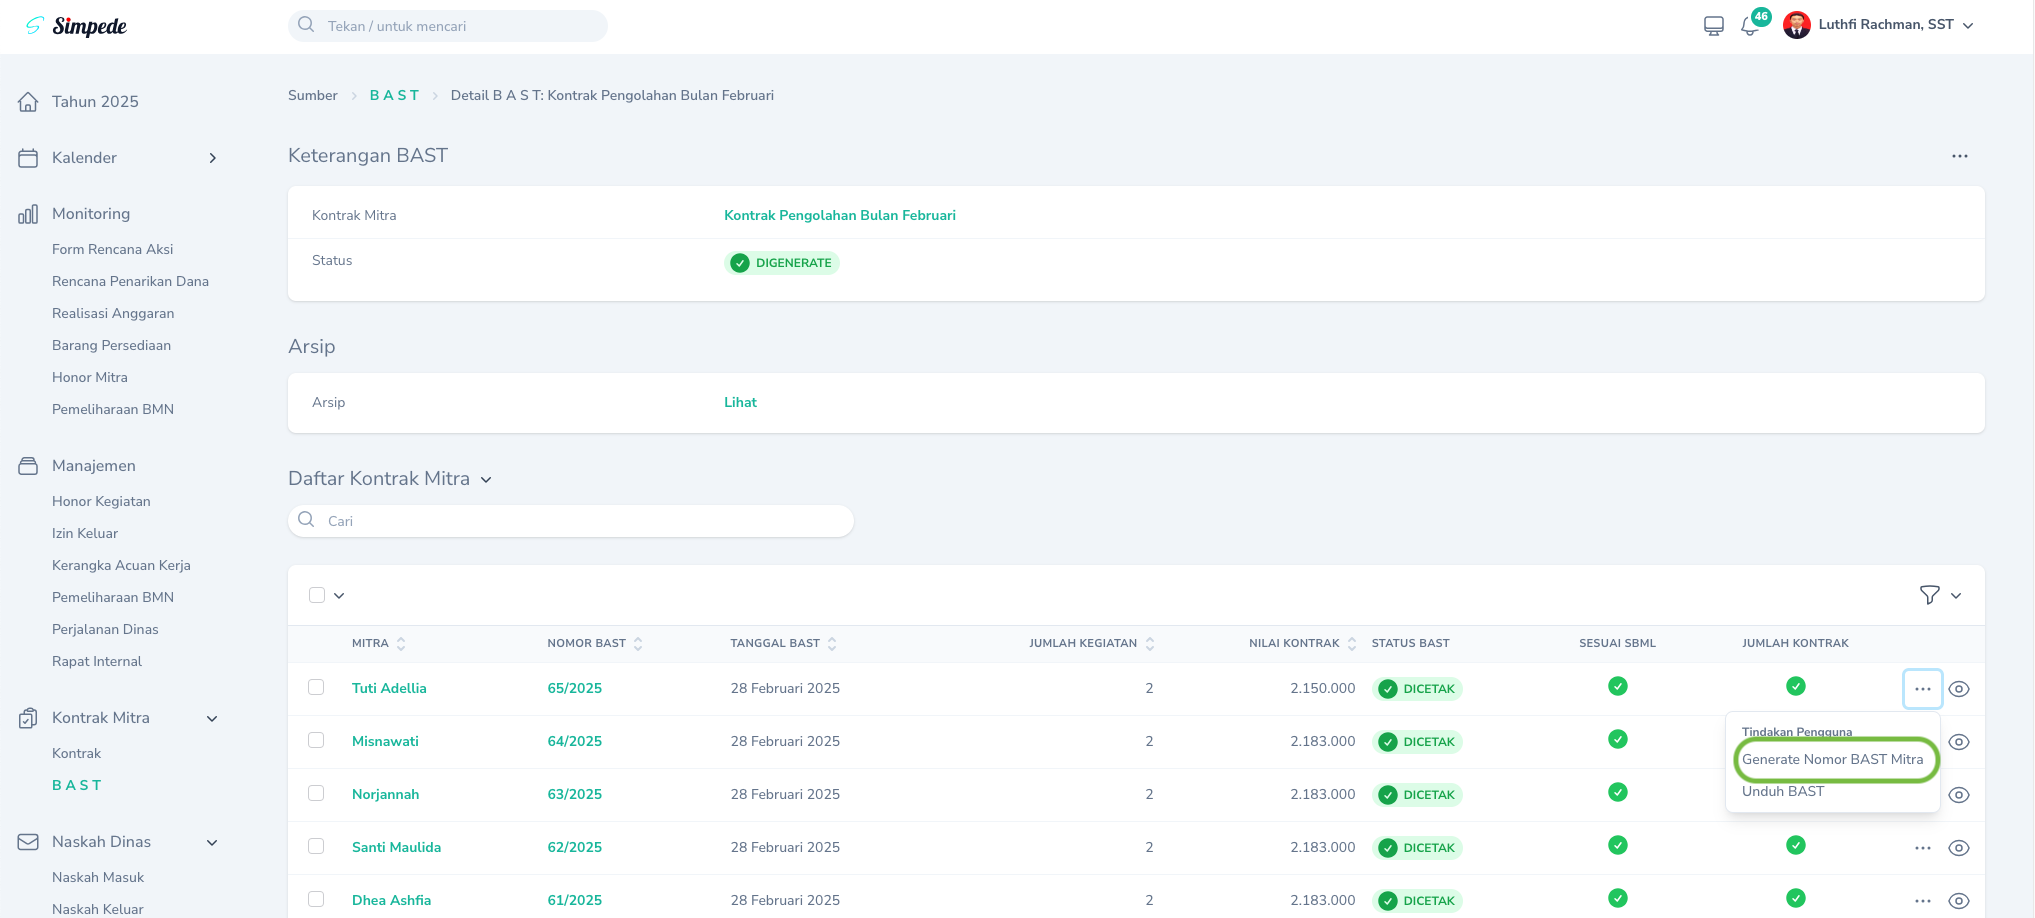 Simpede
Tekan / untuk mencari
46
Luthfi Rachman, SST
Tahun 2025
Kalender
Monitoring
Form Rencana Aksi
Rencana Penarikan Dana
Realisasi Anggaran
Barang Persediaan
Honor Mitra
Pemeliharaan BMN
Manajemen
Honor Kegiatan
Izin Keluar
Kerangka Acuan Kerja
Pemeliharaan BMN
Perjalanan Dinas
Rapat Internal
Kontrak Mitra
Kontrak
B A S T
Naskah Dinas
Naskah Masuk
Naskah Keluar
Sumber > B A S T > Detail B A S T: Kontrak Pengolahan Bulan Februari
Keterangan BAST
Kontrak Mitra Kontrak Pengolahan Bulan Februari
Status DIGENERATE
Arsip
Arsip Lihat
Daftar Kontrak Mitra
Cari
MITRA NOMOR BAST TANGGAL BAST JUMLAH KEGIATAN NILAI KONTRAK STATUS BAST SESUAI SBML JUMLAH KONTRAK
Tuti Adellia 65/2025 28 Februari 2025 2 2.150.000 DICETAK
Misnawati 64/2025 28 Februari 2025 2 2.183.000 DICETAK
Norjannah 63/2025 28 Februari 2025 2 2.183.000 DICETAK
Santi Maulida 62/2025 28 Februari 2025 2 2.183.000 DICETAK
Dhea Ashfia 61/2025 28 Februari 2025 2 2.183.000 DICETAK
Tindakan Pengguna
Generate Nomor BAST Mitra
Unduh BAST